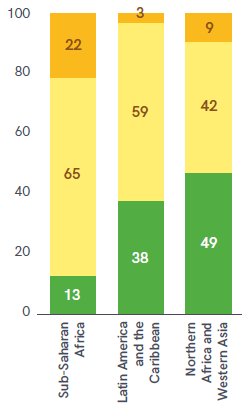 100
80
60
40
20
0
22
65
13
3
59
38
9
42
49
Sub-Saharan
Africa
Latin America
and the
Caribbean
Northern
Africa and
Western Asia